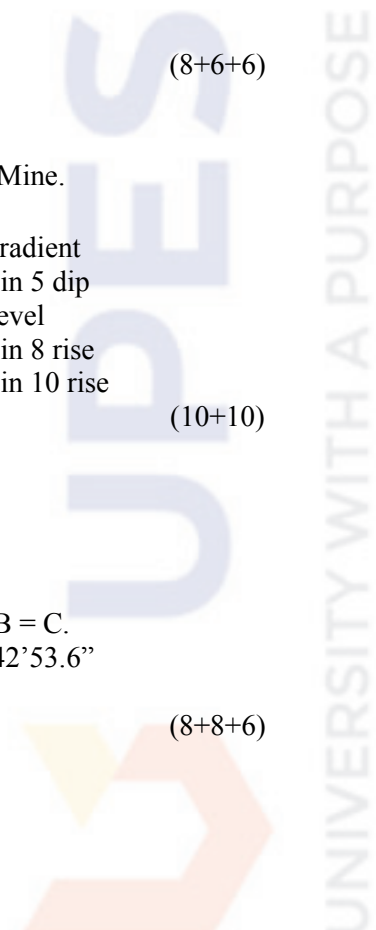 (8+6+6)
Mine.
radient
in 5 dip
evel
in 8 rise
in 10 rise
(10+10)
B = C.
42’53.6”
(8+8+6)
UPES
UNIVERSITY WITH A PURPOSE